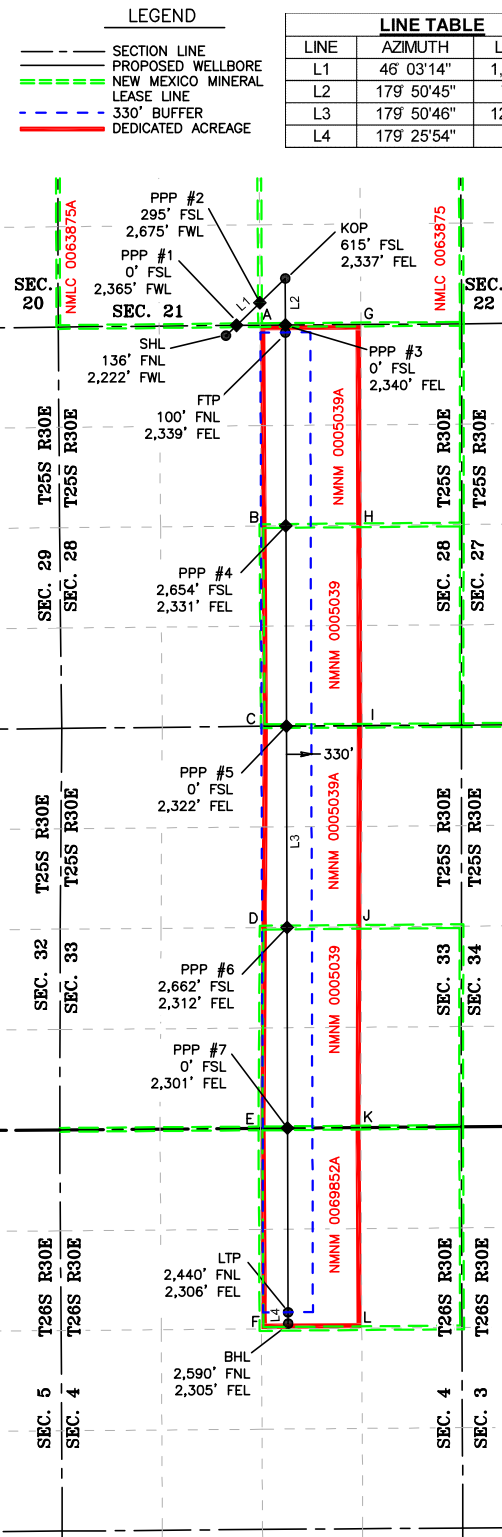 LEGEND
SECTION LINE
PROPOSED WELLBORE
NEW MEXICO MINERAL
LEASE LINE
330' BUFFER
DEDICATED ACREAGE
LINE TABLE
LINE AZIMUTH
L1 46° 03'14" 1,
L2 179° 50'45"
L3 179° 50'46" 12
L4 179° 25'54"
NMLC 0063875A
NMLC 0063875
PPP #2
295' FSL
2,675' FWL
KOP
615' FSL
2,337' FEL
PPP #1
0' FSL
2,365' FWL
SEC.
20
SEC. 21
SEC.
22
L1
L2
A
G
SHL
136' FNL
2,222' FWL
PPP #3
0' FSL
2,340' FEL
FTP
100' FNL
2,339' FEL
NMNM 0005039A
T25S R30E
T25S R30E
T25S R30E
T25S R30E
B
H
SEC. 29
SEC. 28
SEC. 28
SEC. 27
PPP #4
2,654' FSL
2,331' FEL
NMNM 0005039
C
I
PPP #5
0' FSL
2,322' FEL
330'
L3
NMNM 0005039A
T25S R30E
T25S R30E
T25S R30E
T25S R30E
D
J
SEC. 32
SEC. 33
SEC. 33
SEC. 34
PPP #6
2,662' FSL
2,312' FEL
NMNM 0005039
PPP #7
0' FSL
2,301' FEL
E
K
NMNM 0069852A
T26S R30E
T26S R30E
T26S R30E
T26S R30E
LTP
2,440' FNL
2,306' FEL
L4
F
L
BHL
2,590' FNL
2,305' FEL
SEC. 5
SEC. 4
SEC. 4
SEC. 3